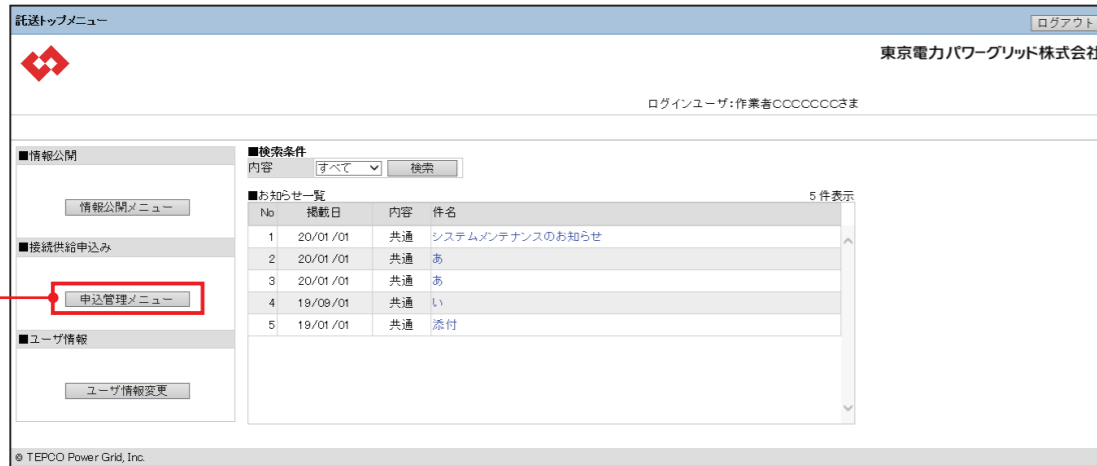 託送トップメニュー
ログアウト
東京電力パワーグリッド株式会社
ログインユーザ:作業者CCCCCCCさま
■情報公開
情報公開メニュー
■接続供給申込み
申込管理メニュー
■ユーザ情報
ユーザ情報変更
■検索条件
内容 すべて 検索
■お知らせ一覧 5件表示
No 掲載日 内容 件名
1 20/01/01 共通 システムメンテナンスのお知らせ
2 20/01/01 共通 あ
3 20/01/01 共通 あ
4 19/09/01 共通 い
5 19/01/01 共通 添付
© TEPCO Power Grid, Inc.